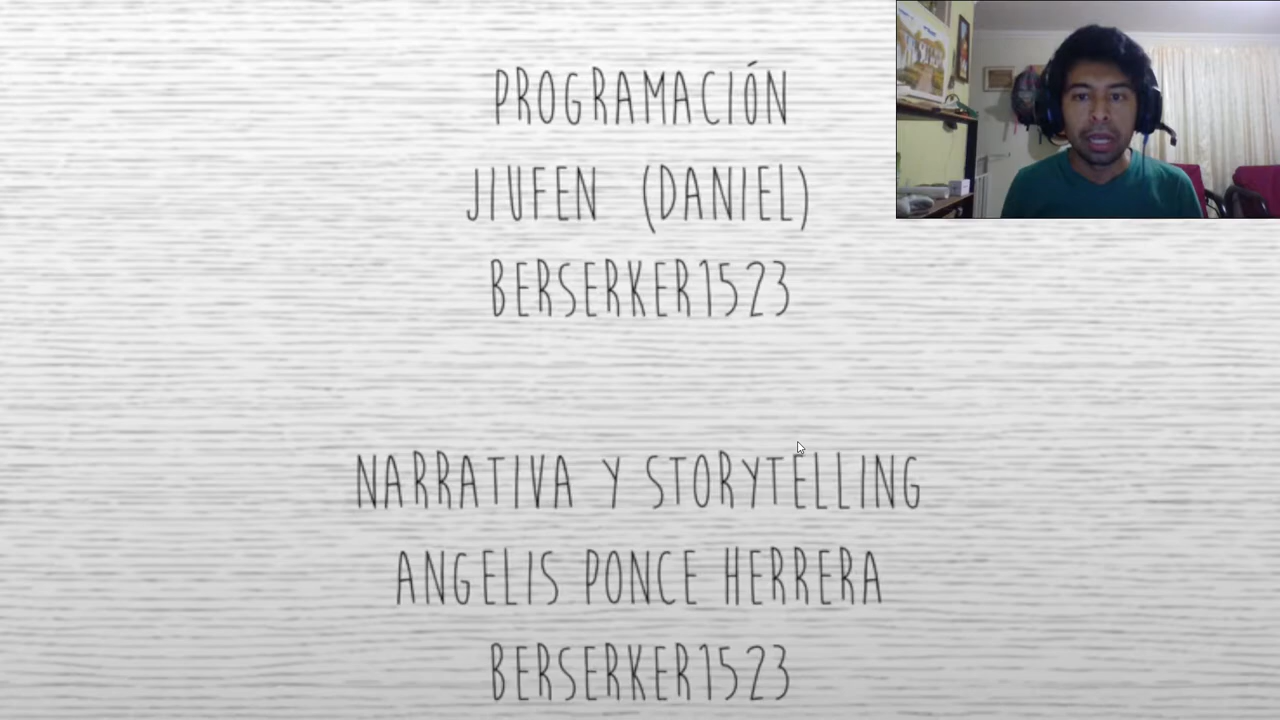 PROGRAMACIÓN
JIUFEN (DANIEL)
BERSERKER1523
NARRATIVA Y STORYTELLING
ANGELIS PONCE HERRERA
BERSERKER1523